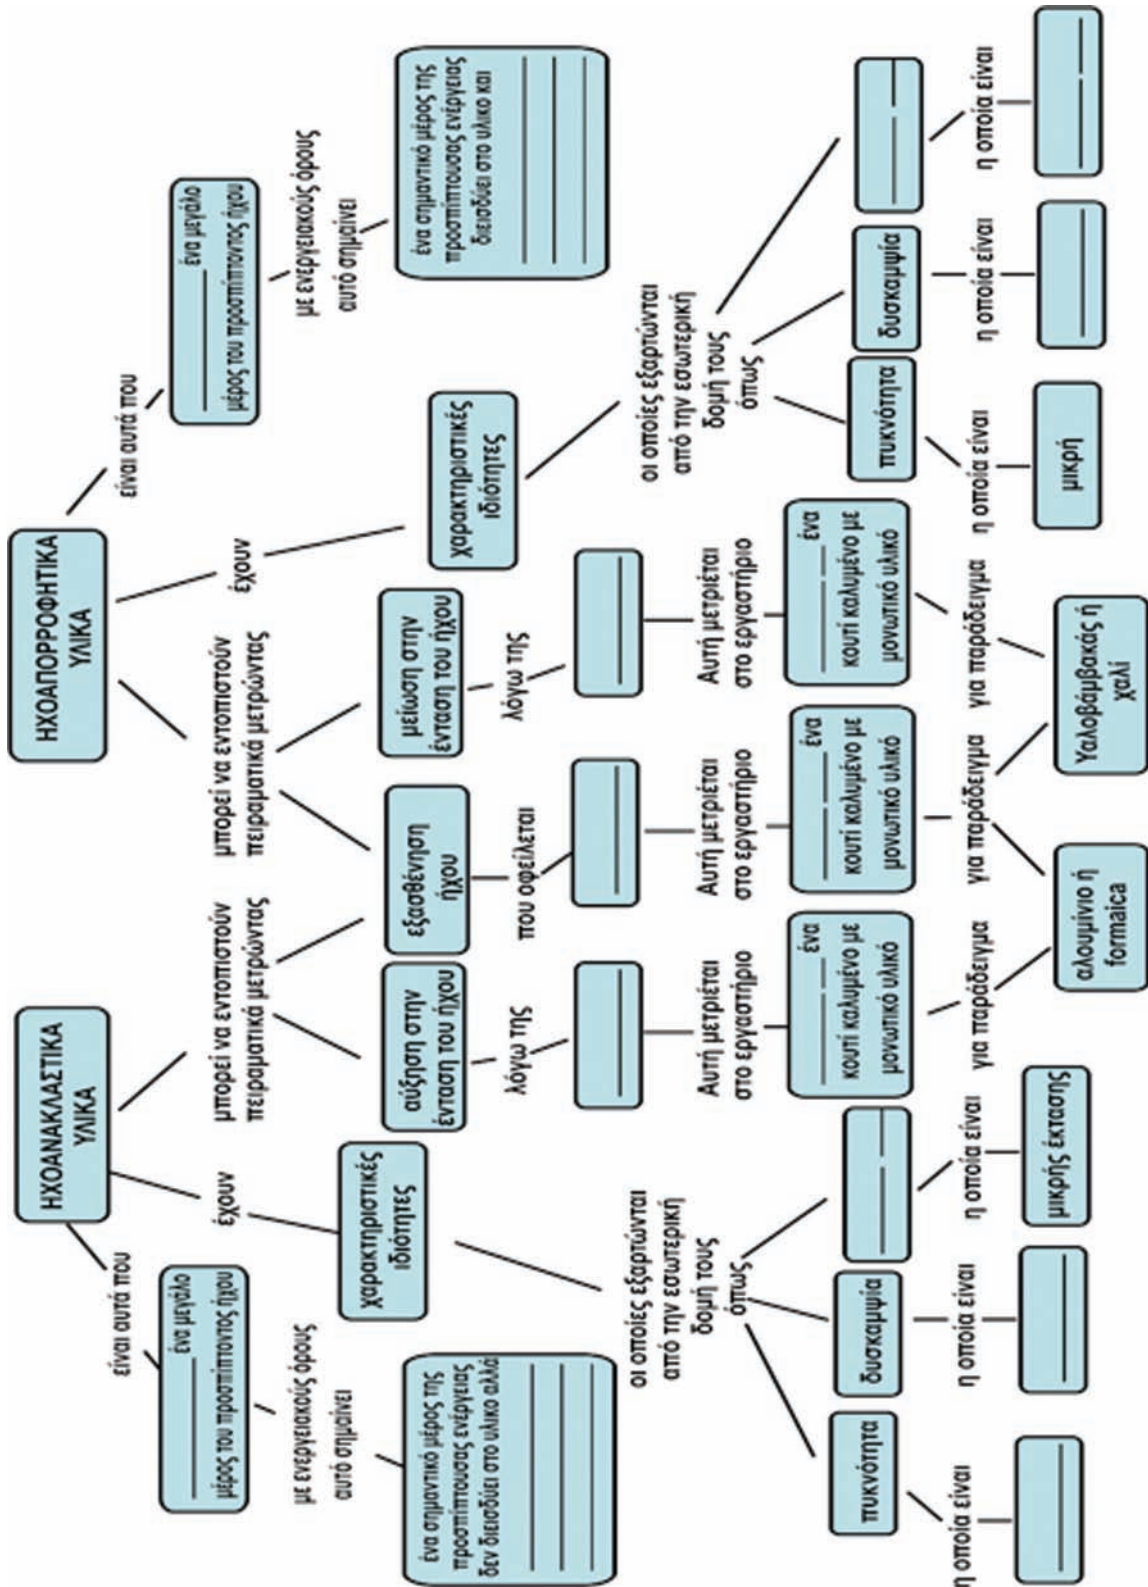 ΗΧΟΑΝΑΚΛΑΣΤΙΚΑ
ΥΛΙΚΑ
ΗΧΟΑΠΟΡΡΟΦΗΤΙΚΑ
ΥΛΙΚΑ
είναι αυτά που
έχουν
μπορεί να εντοπιστούν
πειραματικά μετρώντας
μπορεί να εντοπιστούν
πειραματικά μετρώντας
έχουν
είναι αυτά που
ένα μεγάλο
μέρος του προσπίπτοντος ήχου
ένα μεγάλο
μέρος του προσπίπτοντος ήχου
με ενεργειακούς όρους
αυτό σημαίνει
Χαρακτηριστικές
ιδιότητες
αύξηση στην
ένταση του ήχου
εξασθένηση
ήχου
μείωση στην
ένταση του ήχου
Χαρακτηριστικές
ιδιότητες
με ενεργειακούς όρους
αυτό σημαίνει
ένα σημαντικό μέρος της
προσπίπτουσας ενέργειας
δεν διεισδύει στο υλικό αλλά
λόγω της
που οφείλεται
λόγω της
ένα σημαντικό μέρος της
προσπίπτουσας ενέργειας
διεισδύει στο υλικό και
οι οποίες εξαρτώνται
από την εσωτερική
δομή τους
όπως
Αυτή μετριέται
στο εργαστήριο
Αυτή μετριέται
στο εργαστήριο
Αυτή μετριέται
στο εργαστήριο
οι οποίες εξαρτώνται
από την εσωτερική
δομή τους
όπως
πυκνότητα
δυσκαμψία
ένα
κουτί καλυμένο με
μονωτικό υλικό
ένα
κουτί καλυμένο με
μονωτικό υλικό
ένα
κουτί καλυμένο με
μονωτικό υλικό
πυκνότητα
δυσκαμψία
η οποία είναι
η οποία είναι
η οποία είναι
για παράδειγμα
για παράδειγμα
για παράδειγμα
η οποία είναι
η οποία είναι
η οποία είναι
μικρής έκτασης
αλουμίνιο ή
formaica
Υαλοβάμβακας ή
χαλί
μικρή